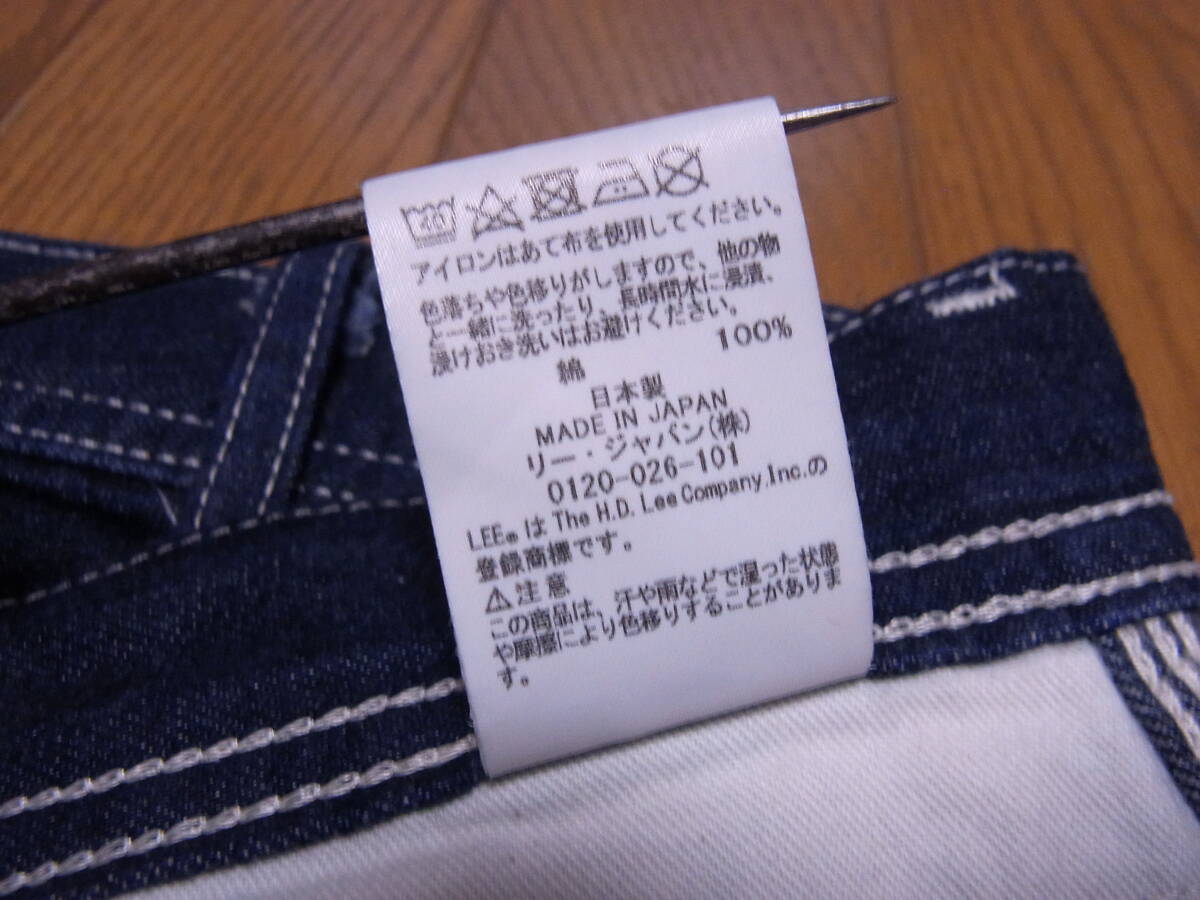 40
アイロンはあて布を使用してください。
色落ちや色移りがしますので、他の物
と一緒に洗ったり、長時間水に浸漬、
浸けおき洗いはお避けください。
綿 100%
日本製
MADE IN JAPAN
リー・ジャパン(株)
0120-026-101
LEE®は The H.D. Lee Company,Inc.の
登録商標です。
⚠注意
この商品は、汗や雨などで湿った状態
や摩擦により色移りすることがありま
す。